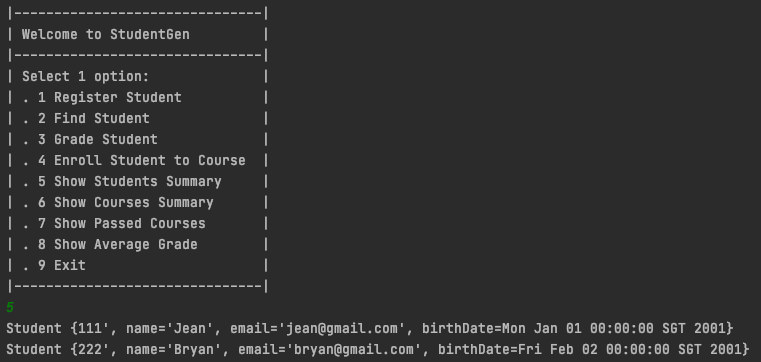 |-------------------------------|
| Welcome to StudentGen         |
|-------------------------------|
| Select 1 option:              |
| . 1 Register Student          |
| . 2 Find Student              |
| . 3 Grade Student             |
| . 4 Enroll Student to Course  |
| . 5 Show Students Summary     |
| . 6 Show Courses Summary      |
| . 7 Show Passed Courses       |
| . 8 Show Average Grade        |
| . 9 Exit                      |
|-------------------------------|
5
Student {111', name='Jean', email='jean@gmail.com', birthDate=Mon Jan 01 00:00:00 SGT 2001}
Student {222', name='Bryan', email='bryan@gmail.com', birthDate=Fri Feb 02 00:00:00 SGT 2001}